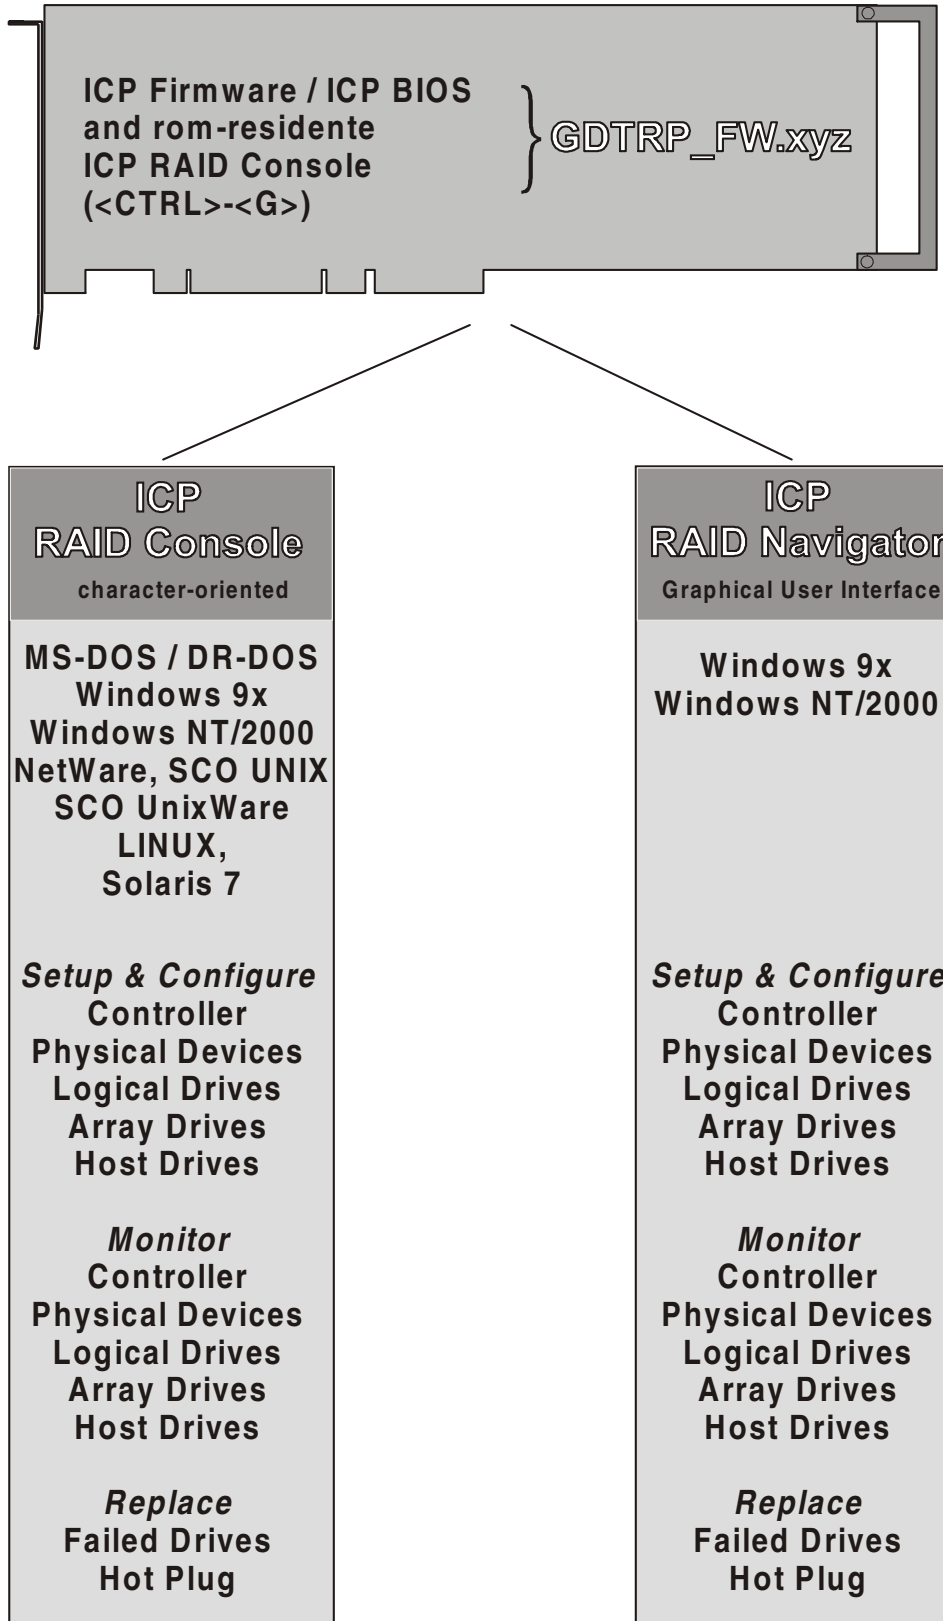 ICP Firmware / ICP BIOS
and rom-residente
ICP RAID Console
(<CTRL>-<G>)
GDTRP_FW.xyz
ICP
RAID Console
character-oriented
MS-DOS / DR-DOS
Windows 9x
Windows NT/2000
NetWare, SCO UNIX
SCO UnixWare
LINUX,
Solaris 7
Setup & Configure
Controller
Physical Devices
Logical Drives
Array Drives
Host Drives
Monitor
Controller
Physical Devices
Logical Drives
Array Drives
Host Drives
Replace
Failed Drives
Hot Plug
ICP
RAID Navigator
Graphical User Interface
Windows 9x
Windows NT/2000
Setup & Configure
Controller
Physical Devices
Logical Drives
Array Drives
Host Drives
Monitor
Controller
Physical Devices
Logical Drives
Array Drives
Host Drives
Replace
Failed Drives
Hot Plug